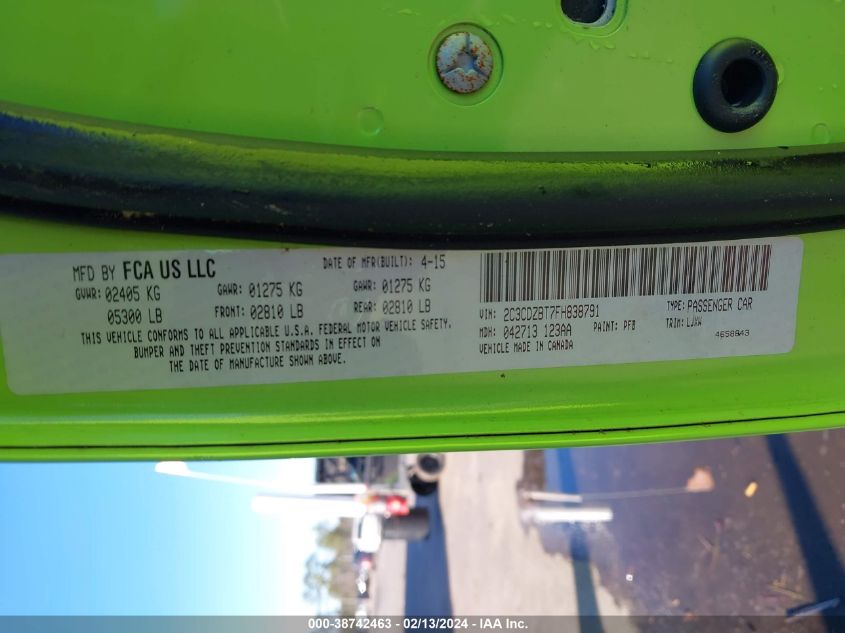 MFD BY FCA US LLC
DATE OF MFR(BUILT): 4-15
GVWR: 02405 KG
GAWR: 01275 KG
GAWR: 01275 KG
05300 LB
FRONT: 02810 LB
REAR: 02810 LB
THIS VEHICLE CONFORMS TO ALL APPLICABLE U.S.A. FEDERAL MOTOR VEHICLE SAFETY,
BUMPER AND THEFT PREVENTION STANDARDS IN EFFECT ON
THE DATE OF MANUFACTURE SHOWN ABOVE.
VIN: 2C3CDZBT7FH838791
TYPE: PASSENGER CAR
MDH: 042713 123AA
PAINT: PFB
TRIM: LJXW
VEHICLE MADE IN CANADA
4658843
000-38742463 - 02/13/2024 - IAA Inc.